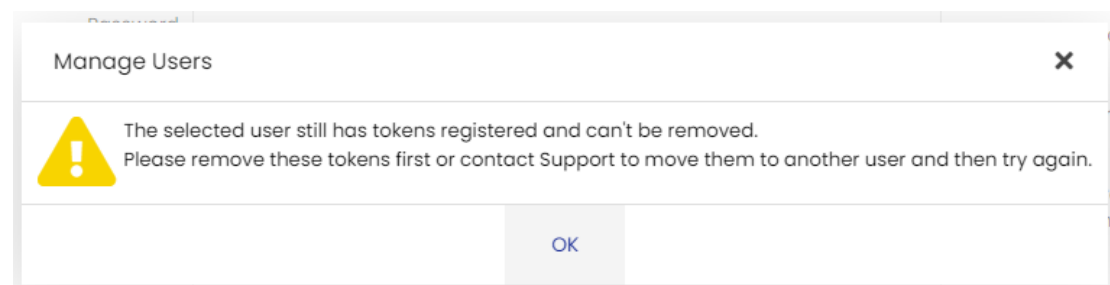 Password
Manage Users
The selected user still has tokens registered and can't be removed.
Please remove these tokens first or contact Support to move them to another user and then try again.
OK